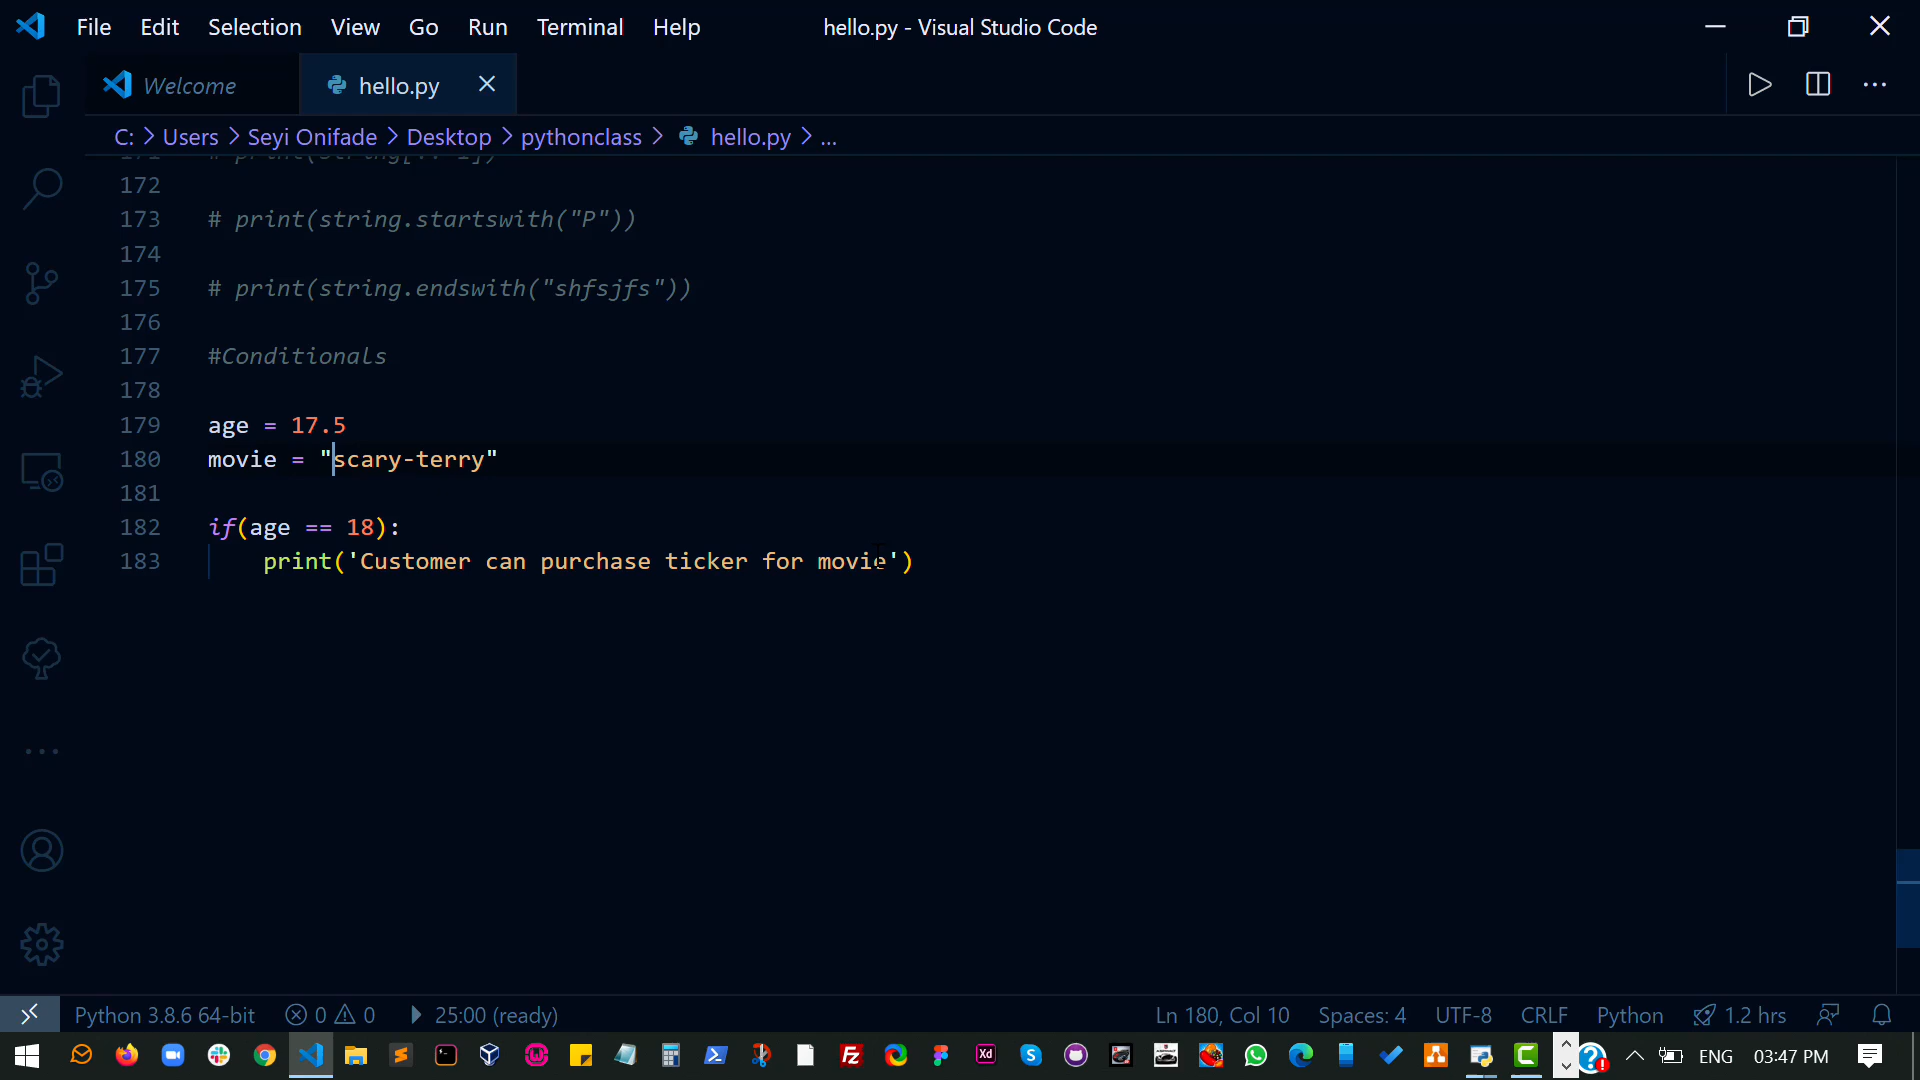 File Edit Selection View Go Run Terminal Help hello.py - Visual Studio Code
Welcome hello.py
C: > Users > Seyi Onifade > Desktop > pythonclass > hello.py > ...
172
173 # print(string.startswith("P"))
174
175 # print(string.endswith("shfsjfs"))
176
177 #Conditionals
178
179 age = 17.5
180 movie = "scary-terry"
181
182 if(age == 18):
183 print('Customer can purchase ticker for movie')
Python 3.8.6 64-bit 0 0 25:00 (ready) Ln 180, Col 10 Spaces: 4 UTF-8 CRLF Python 1.2 hrs
Xd ENG 03:47 PM